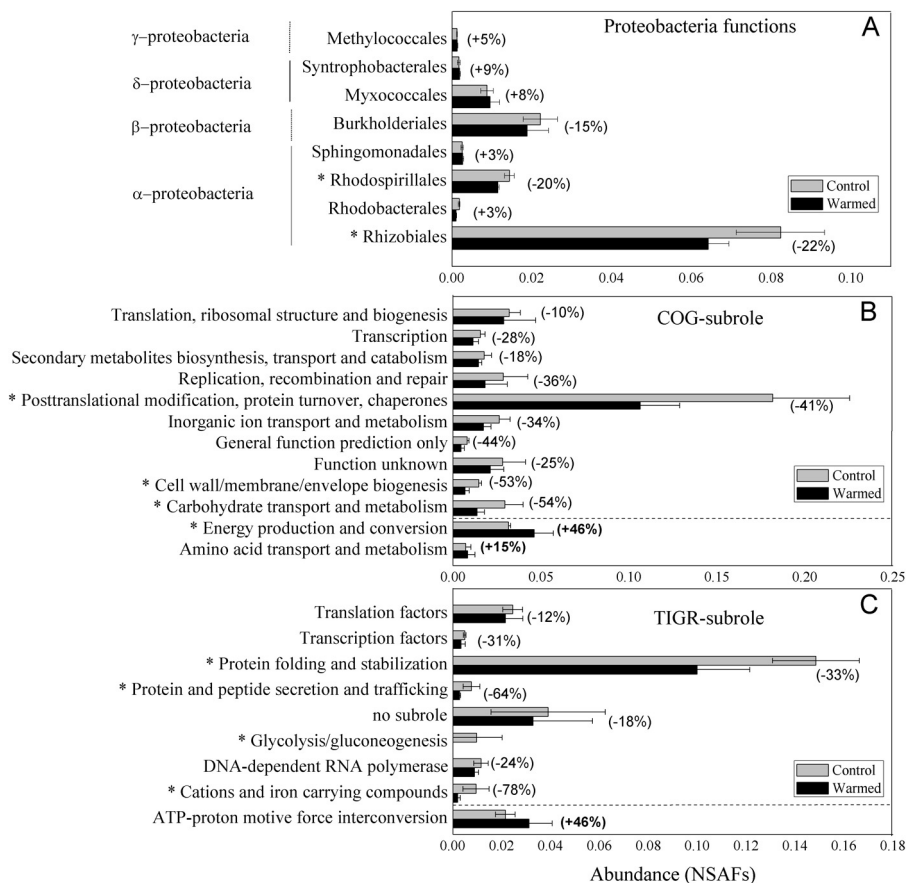 Proteobacteria functions
A
γ-proteobacteria
Methylococcales
(+5%)
δ–proteobacteria
Syntrophobacterales
(+9%)
Myxococcales
(+8%)
β–proteobacteria
Burkholderiales
(-15%)
α–proteobacteria
Sphingomonadales
(+3%)
* Rhodospirillales
(-20%)
Rhodobacterales
(+3%)
* Rhizobiales
(-22%)
Control
Warmed
0.00 0.02 0.04 0.06 0.08 0.10
COG-subrole
B
Translation, ribosomal structure and biogenesis
(-10%)
Transcription
(-28%)
Secondary metabolites biosynthesis, transport and catabolism
(-18%)
Replication, recombination and repair
(-36%)
* Posttranslational modification, protein turnover, chaperones
(-41%)
Inorganic ion transport and metabolism
(-34%)
General function prediction only
(-44%)
Function unknown
(-25%)
* Cell wall/membrane/envelope biogenesis
(-53%)
* Carbohydrate transport and metabolism
(-54%)
* Energy production and conversion
(+46%)
Amino acid transport and metabolism
(+15%)
Control
Warmed
0.00 0.05 0.10 0.15 0.20 0.25
TIGR-subrole
C
Translation factors
(-12%)
Transcription factors
(-31%)
* Protein folding and stabilization
(-33%)
* Protein and peptide secretion and trafficking
(-64%)
no subrole
(-18%)
* Glycolysis/gluconeogenesis
DNA-dependent RNA polymerase
(-24%)
* Cations and iron carrying compounds
(-78%)
ATP-proton motive force interconversion
(+46%)
Control
Warmed
0.00 0.02 0.04 0.06 0.08 0.10 0.12 0.14 0.16 0.18
Abundance (NSAFs)